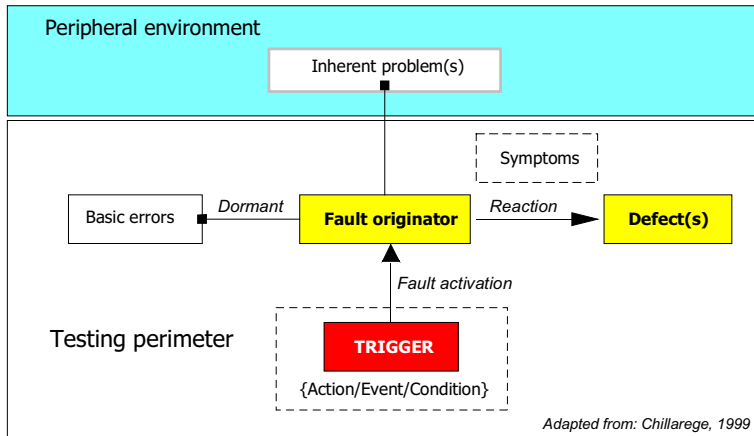 Peripheral environment
Inherent problem(s)
Symptoms
Basic errors
Dormant
Fault originator
Reaction
Defect(s)
Fault activation
Testing perimeter
TRIGGER
{Action/Event/Condition}
Adapted from: Chillarege, 1999